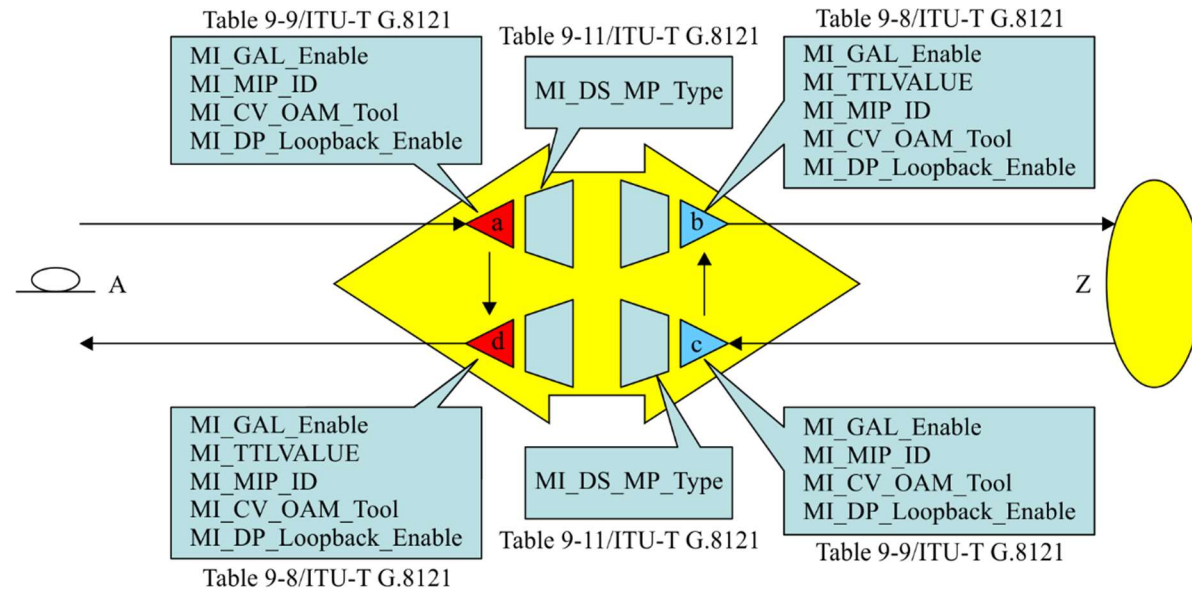 Table 9-9/ITU-T G.8121
MI_GAL_Enable
MI_MIP_ID
MI_CV_OAM_Tool
MI_DP_Loopback_Enable
Table 9-11/ITU-T G.8121
MI_DS_MP_Type
Table 9-8/ITU-T G.8121
MI_GAL_Enable
MI_TTLVALUE
MI_MIP_ID
MI_CV_OAM_Tool
MI_DP_Loopback_Enable
a
b
A
Z
d
c
MI_GAL_Enable
MI_TTLVALUE
MI_MIP_ID
MI_CV_OAM_Tool
MI_DP_Loopback_Enable
Table 9-8/ITU-T G.8121
MI_DS_MP_Type
Table 9-11/ITU-T G.8121
MI_GAL_Enable
MI_MIP_ID
MI_CV_OAM_Tool
MI_DP_Loopback_Enable
Table 9-9/ITU-T G.8121